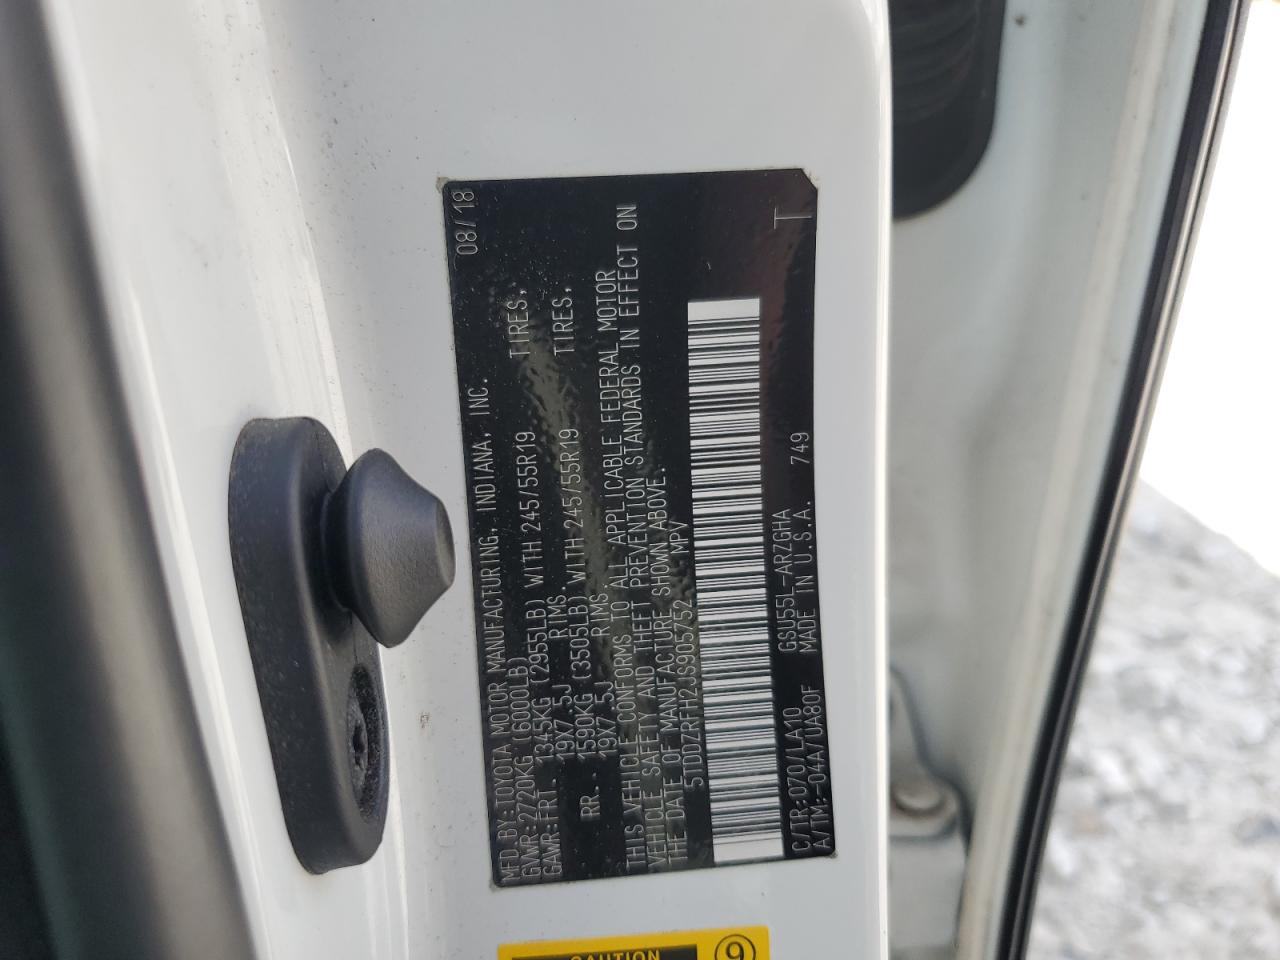 MFD.BY:TOYOTA MOTOR MANUFACTURING, INDIANA, INC. 08/18
GVWR:2720KG (6000LB)
GAWR:FRT. 1345KG (2955LB) WITH 245/55R19 TIRES,
19X7.5J RIMS.
RR. 1590KG (3505LB) WITH 245/55R19 TIRES,
19X7.5J RIMS.
THIS VEHICLE CONFORMS TO ALL APPLICABLE FEDERAL MOTOR
VEHICLE SAFETY AND THEFT PREVENTION STANDARDS IN EFFECT ON
THE DATE OF MANUFACTURE SHOWN ABOVE.
5TDDZRFH2JS905752 MPV
C/TR:070/LA10 GSU55L-ARZGHA T
A/TM:-04A/UA80F MADE IN U.S.A. 749
CAUTION 9